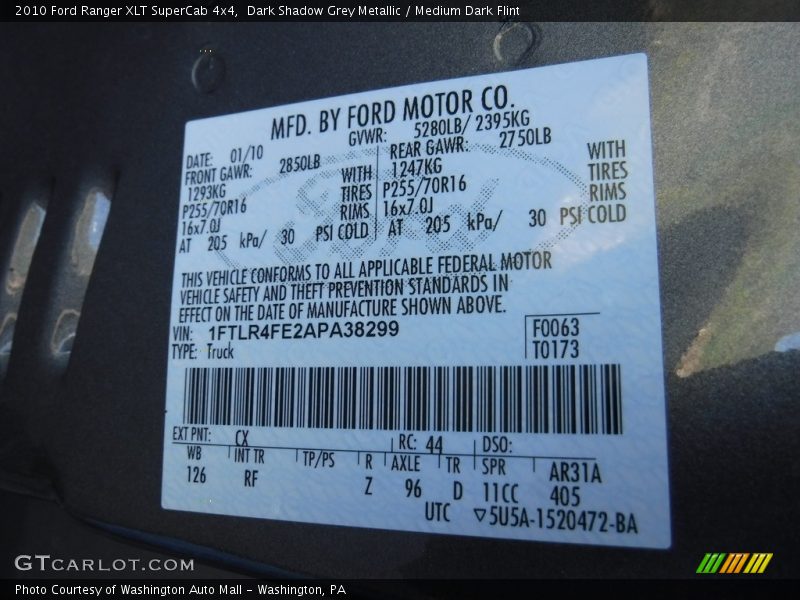 2010 Ford Ranger XLT SuperCab 4x4,  Dark Shadow Grey Metallic / Medium Dark Flint
MFD. BY FORD MOTOR CO.
DATE: 01/10 GVWR: 5280LB/ 2395KG
FRONT GAWR: 2850LB REAR GAWR: 2750LB
1293KG WITH 1247KG WITH
P255/70R16 TIRES P255/70R16 TIRES
16x7.0J RIMS 16x7.0J RIMS
AT 205 kPa/ 30 PSI COLD AT 205 kPa/ 30 PSI COLD
Ford
THIS VEHICLE CONFORMS TO ALL APPLICABLE FEDERAL MOTOR
VEHICLE SAFETY AND THEFT PREVENTION STANDARDS IN
EFFECT ON THE DATE OF MANUFACTURE SHOWN ABOVE.
VIN: 1FTLR4FE2APA38299 F0063
TYPE: Truck T0173
EXT PNT: CX RC: 44 DSO:
WB INT TR TP/PS R AXLE TR SPR AR31A
126 RF Z 96 D 11CC 405
UTC ▽5U5A-1520472-BA
GTCARLOT.COM
Photo Courtesy of Washington Auto Mall - Washington, PA